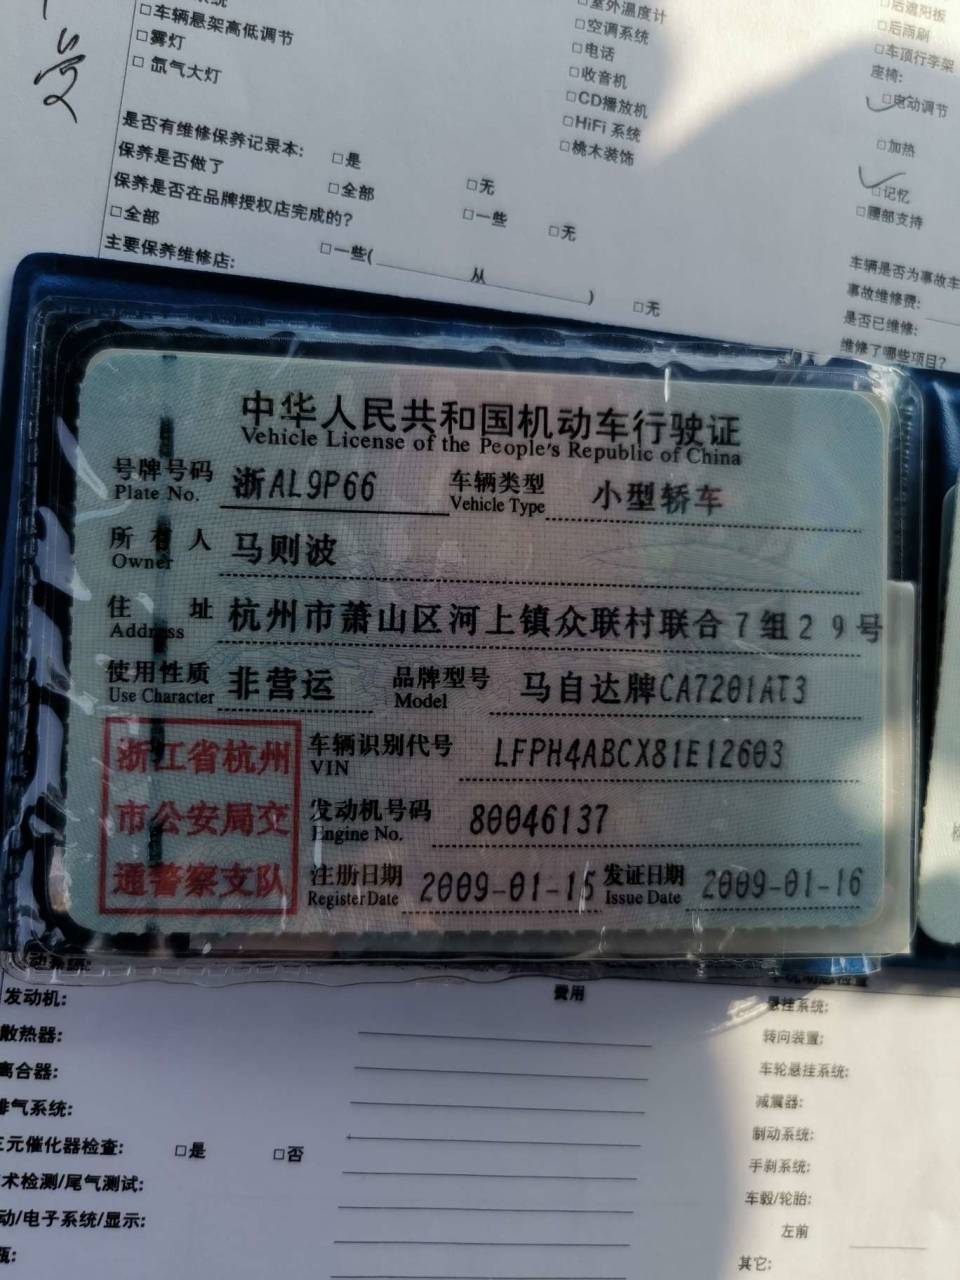 □车辆悬架高低调节
□雾灯
□氙气大灯
是否有维修保养记录本: □是
保养是否做了 □全部 □无
保养是否在品牌授权店完成的? □一些 □无
□全部
主要保养维修店: □一些( 从 ) □无
□室外温度计
□空调系统
□电话
□收音机
□CD播放机
□HiFi 系统
□桃木装饰
□后遮阳板
□后雨刷
□车顶行李架
座椅:
□电动调节
□加热
□记忆
□腰部支持
车辆是否为事故车
事故维修费:
是否已维修:
维修了哪些项目?
中华人民共和国机动车行驶证
Vehicle License of the People's Republic of China
号牌号码 浙AL9P66 车辆类型 小型轿车
Plate No. Vehicle Type
所有人 马则波
Owner
住址 杭州市萧山区河上镇众联村联合7组29号
Address
使用性质 非营运 品牌型号 马自达牌CA7201AT3
Use Character Model
浙江省杭州
市公安局交
通警察支队
车辆识别代号 LFPH4ABCX81E12603
VIN
发动机号码 80046137
Engine No.
注册日期 2009-01-15 发证日期 2009-01-16
Register Date Issue Date
发动机: 费用
散热器:
离合器:
排气系统:
三元催化器检查: □是 □否
术检测/尾气测试:
动/电子系统/显示:
瓶:
悬挂系统:
转向装置:
车轮悬挂系统:
减震器:
制动系统:
手刹系统:
车毂/轮胎:
左前
其它: